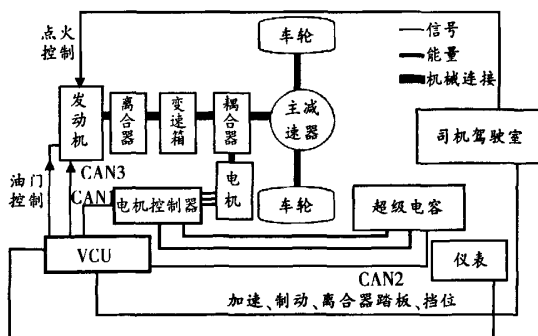 点火
控制
车轮
信号
能量
机械连接
发动机
离合器
变速箱
耦合器
主减
速器
司机驾驶室
油门
控制
CAN3
CAN1
电机
电机控制器
车轮
超级电容
VCU
CAN2
仪表
加速、制动、离合器踏板、挡位